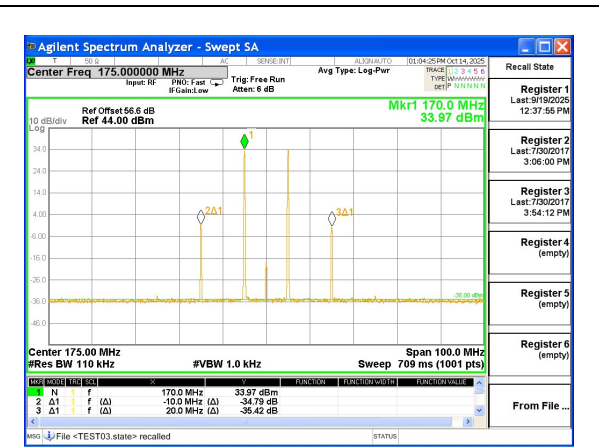 Agilent Spectrum Analyzer - Swept SA
T 50 Ω AC SENSE:INT ALIGNAUTO 01:04:25 PM Oct 14, 2025
Center Freq 175.000000 MHz
Input: RF
PNO: Fast
IFGain:Low
Trig: Free Run
Atten: 6 dB
Avg Type: Log-Pwr
TRACE 1 2 3 4 5 6
TYPE
DET P N N N N N
Ref Offset 56.6 dB
10 dB/div Ref 44.00 dBm
Log
Mkr1 170.0 MHz
33.97 dBm
34.0
24.0
14.0
4.00
-6.00
-16.0
-26.0
-36.0
-46.0
1
2Δ1
3Δ1
-35.00 dBm
Center 175.00 MHz Span 100.0 MHz
#Res BW 110 kHz #VBW 1.0 kHz Sweep 709 ms (1001 pts)
MKR MODE TRC SCL X Y FUNCTION FUNCTION WIDTH FUNCTION VALUE
1 N 1 f 170.0 MHz 33.97 dBm
2 Δ1 1 f (Δ) -10.0 MHz (Δ) -34.79 dB
3 Δ1 1 f (Δ) 20.0 MHz (Δ) -35.42 dB
MSG File <TEST03.state> recalled STATUS
Recall State
Register 1
Last:9/19/2025
12:37:55 PM
Register 2
Last:7/30/2017
3:06:00 PM
Register 3
Last:7/30/2017
3:54:12 PM
Register 4
(empty)
Register 5
(empty)
Register 6
(empty)
From File ...